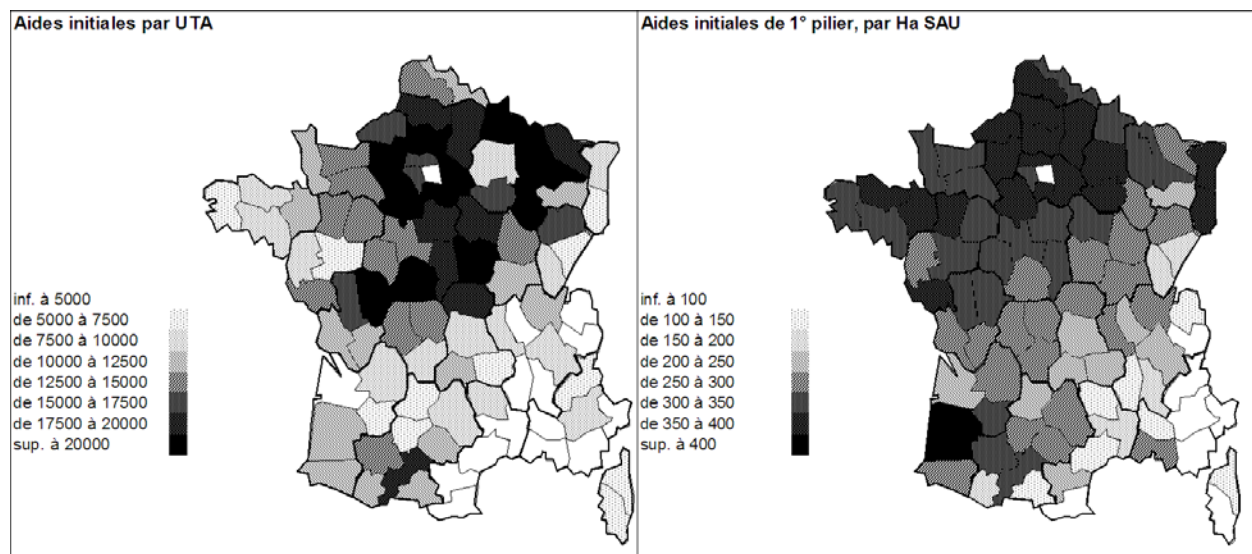 Aides initiales par UTA
inf. à 5000
de 5000 à 7500
de 7500 à 10000
de 10000 à 12500
de 12500 à 15000
de 15000 à 17500
de 17500 à 20000
sup. à 20000
Aides initiales de 1° pilier, par Ha SAU
inf. à 100
de 100 à 150
de 150 à 200
de 200 à 250
de 250 à 300
de 300 à 350
de 350 à 400
sup. à 400